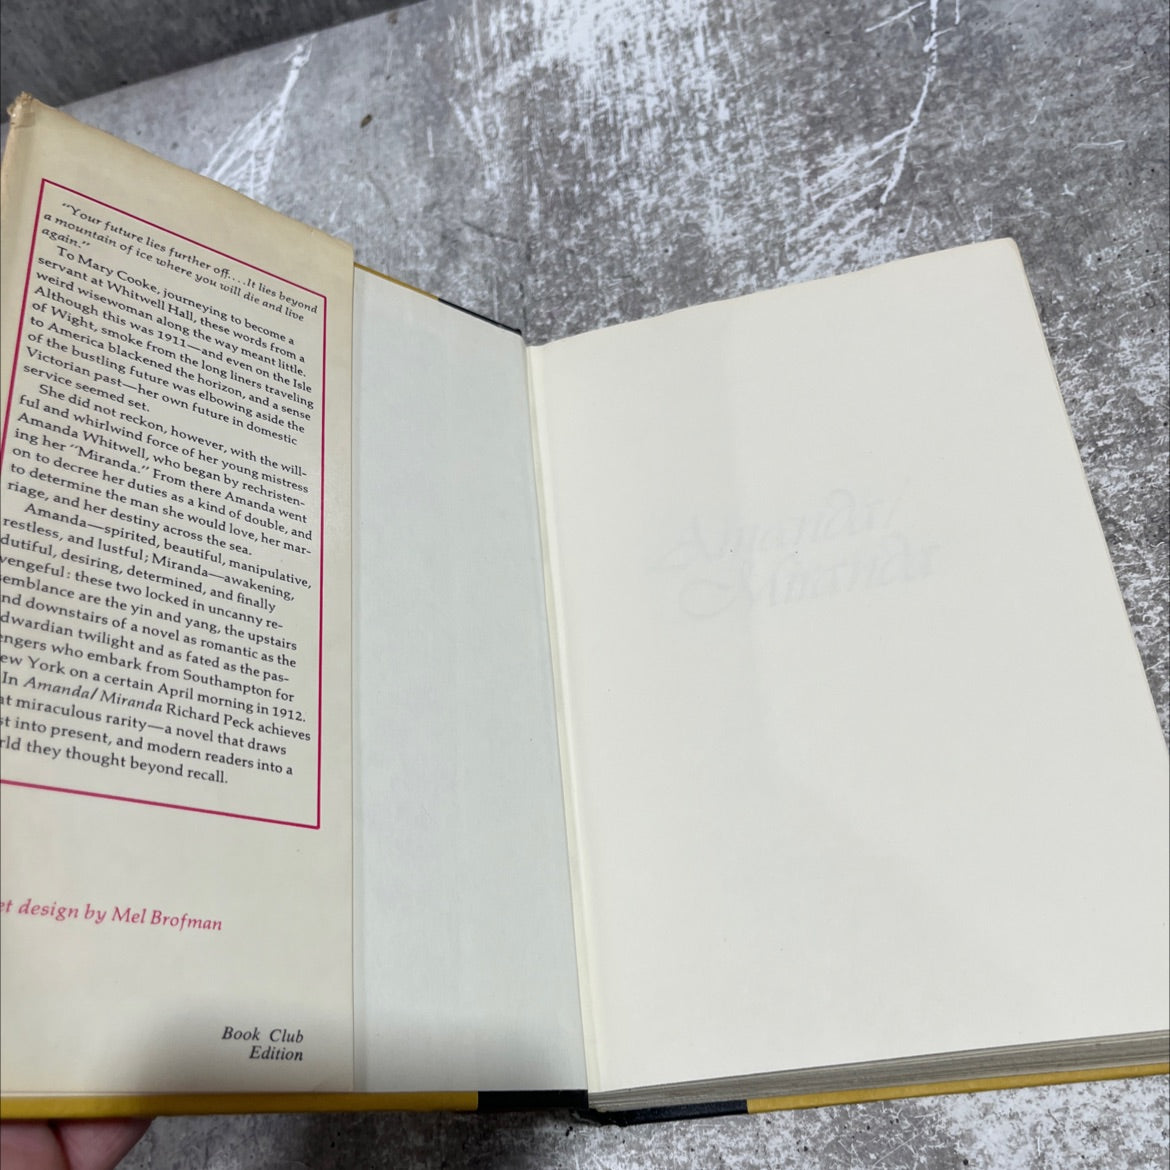 "Your future lies further off. . . . It lies beyond
a mountain of ice where you will die and live
again."
To Mary Cooke, journeying to become a
servant at Whitwell Hall, these words from a
weird wisewoman along the way meant little.
Although this was 1911—and even on the Isle
of Wight, smoke from the long liners traveling
to America blackened the horizon, and a sense
of the bustling future was elbowing aside the
Victorian past—her own future in domestic
service seemed set.
She did not reckon, however, with the will-
ful and whirlwind force of her young mistress
Amanda Whitwell, who began by rechristen-
ing her "Miranda." From there Amanda went
on to decree her duties as a kind of double, and
to determine the man she would love, her mar-
riage, and her destiny across the sea.
Amanda—spirited, beautiful, manipulative,
restless, and lustful; Miranda—awakening,
dutiful, desiring, determined, and finally
vengeful: these two locked in uncanny re-
semblance are the yin and yang, the upstairs
nd downstairs of a novel as romantic as the
dwardian twilight and as fated as the pas-
engers who embark from Southampton for
ew York on a certain April morning in 1912.
In Amanda/Miranda Richard Peck achieves
at miraculous rarity—a novel that draws
st into present, and modern readers into a
rld they thought beyond recall.
et design by Mel Brofman
Book Club
Edition
Amanda/
Miranda